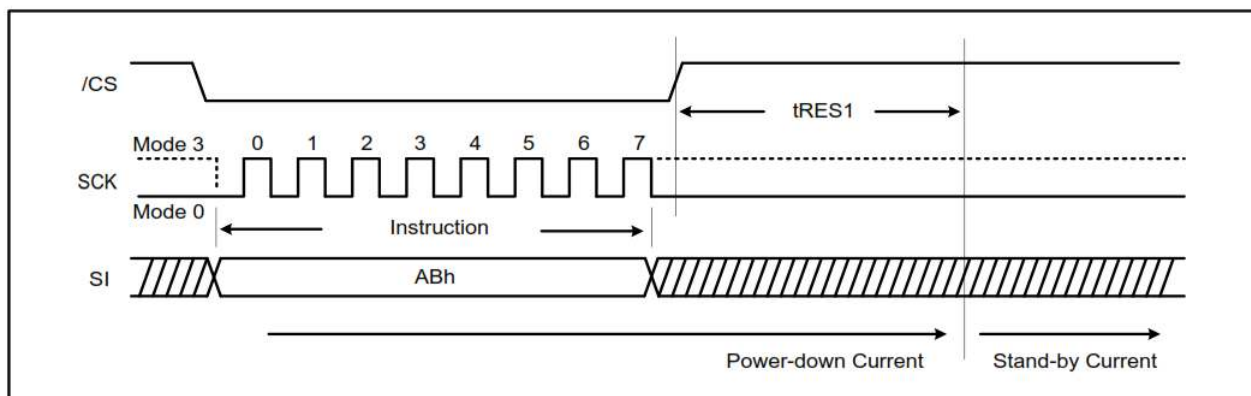 /CS
tRES1
Mode 3
0 1 2 3 4 5 6 7
SCK
Mode 0
Instruction
SI
ABh
Power-down Current
Stand-by Current